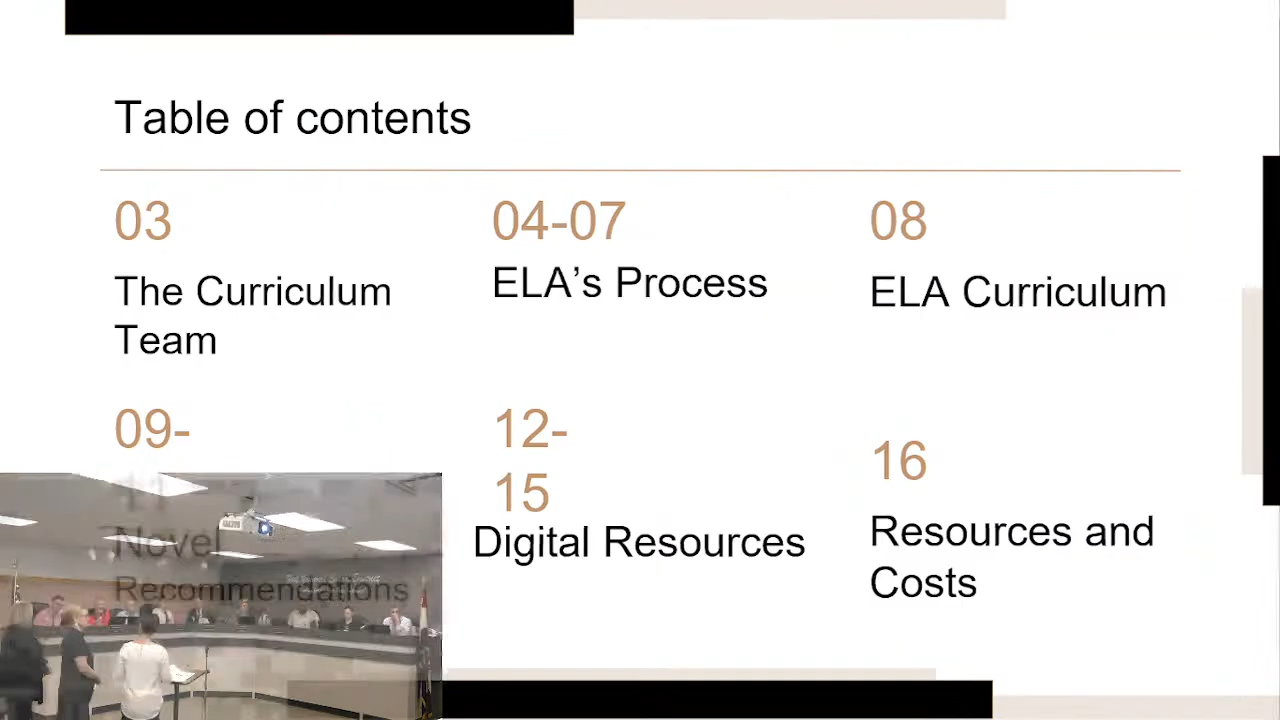 Table of contents
03
The Curriculum
Team
04-07
ELA's Process
08
ELA Curriculum
09-
11
Novel
Recommendations
12-
15
Digital Resources
16
Resources and
Costs